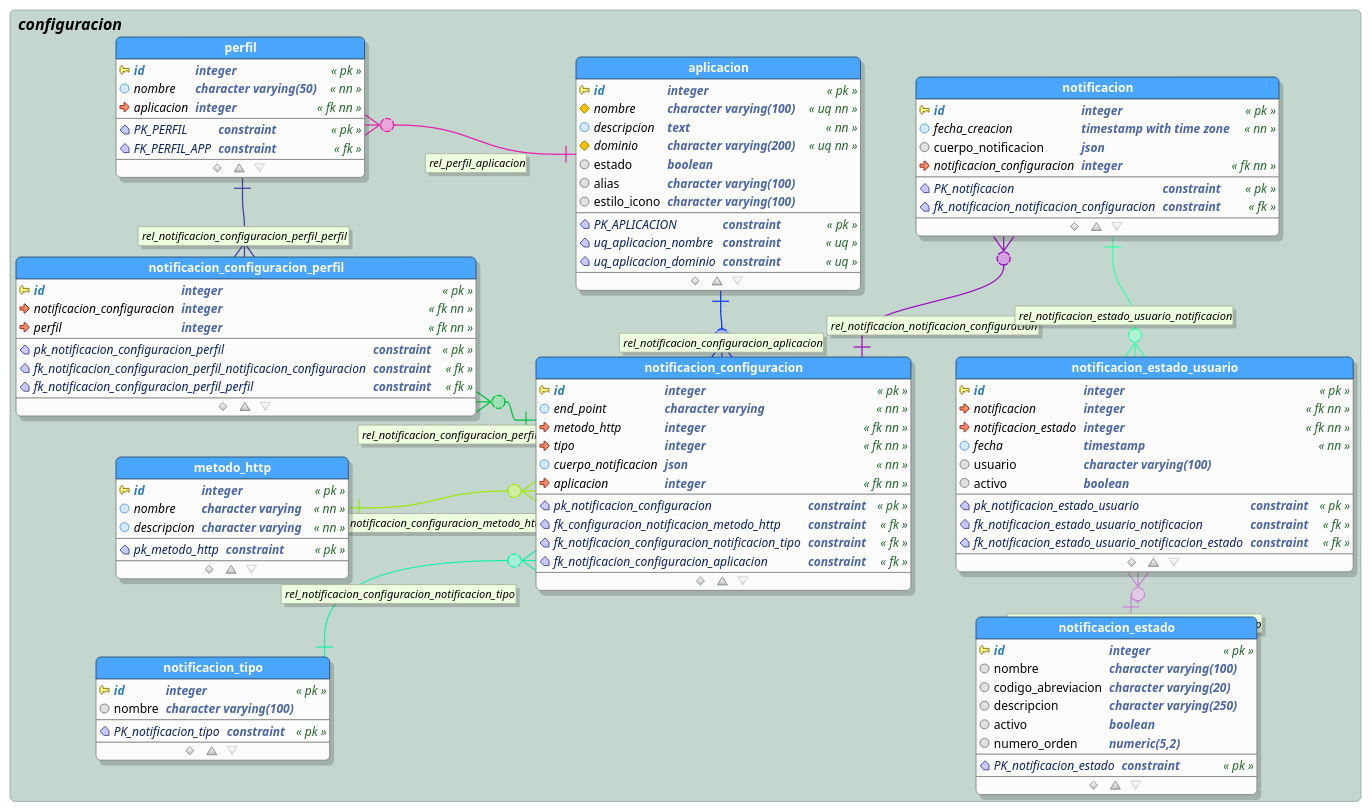 configuracion
perfil
id integer « pk »
nombre character varying(50) « nn »
aplicacion integer « fk nn »
PK_PERFIL constraint « pk »
FK_PERFIL_APP constraint « fk »
aplicacion
id integer « pk »
nombre character varying(100) « uq nn »
descripcion text « nn »
dominio character varying(200) « uq nn »
estado boolean
alias character varying(100)
estilo_icono character varying(100)
PK_APLICACION constraint « pk »
uq_aplicacion_nombre constraint « uq »
uq_aplicacion_dominio constraint « uq »
notificacion
id integer « pk »
fecha_creacion timestamp with time zone « nn »
cuerpo_notificacion json
notificacion_configuracion integer « fk nn »
PK_notificacion constraint « pk »
fk_notificacion_notificacion_configuracion constraint « fk »
rel_perfil_aplicacion
rel_notificacion_configuracion_perfil_perfil
notificacion_configuracion_perfil
id integer « pk »
notificacion_configuracion integer « fk nn »
perfil integer « fk nn »
pk_notificacion_configuracion_perfil constraint « pk »
fk_notificacion_configuracion_perfil_notificacion_configuracion constraint « fk »
fk_notificacion_configuracion_perfil_perfil constraint « fk »
rel_notificacion_configuracion_aplicacion
rel_notificacion_notificacion_configuracion
rel_notificacion_estado_usuario_notificacion
notificacion_configuracion
id integer « pk »
end_point character varying « nn »
metodo_http integer « fk nn »
tipo integer « fk nn »
cuerpo_notificacion json « nn »
aplicacion integer « fk nn »
pk_notificacion_configuracion constraint « pk »
fk_configuracion_notificacion_metodo_http constraint « fk »
fk_notificacion_configuracion_notificacion_tipo constraint « fk »
fk_notificacion_configuracion_aplicacion constraint « fk »
notificacion_estado_usuario
id integer « pk »
notificacion integer « fk nn »
notificacion_estado integer « fk nn »
fecha timestamp « nn »
usuario character varying(100)
activo boolean
pk_notificacion_estado_usuario constraint « pk »
fk_notificacion_estado_usuario_notificacion constraint « fk »
fk_notificacion_estado_usuario_notificacion_estado constraint « fk »
rel_notificacion_configuracion_perfi
metodo_http
id integer « pk »
nombre character varying « nn »
descripcion character varying « nn »
pk_metodo_http constraint « pk »
notificacion_configuracion_metodo_ht
rel_notificacion_configuracion_notificacion_tipo
notificacion_tipo
id integer « pk »
nombre character varying(100)
PK_notificacion_tipo constraint « pk »
notificacion_estado
id integer « pk »
nombre character varying(100)
codigo_abreviacion character varying(20)
descripcion character varying(250)
activo boolean
numero_orden numeric(5,2)
PK_notificacion_estado constraint « pk »